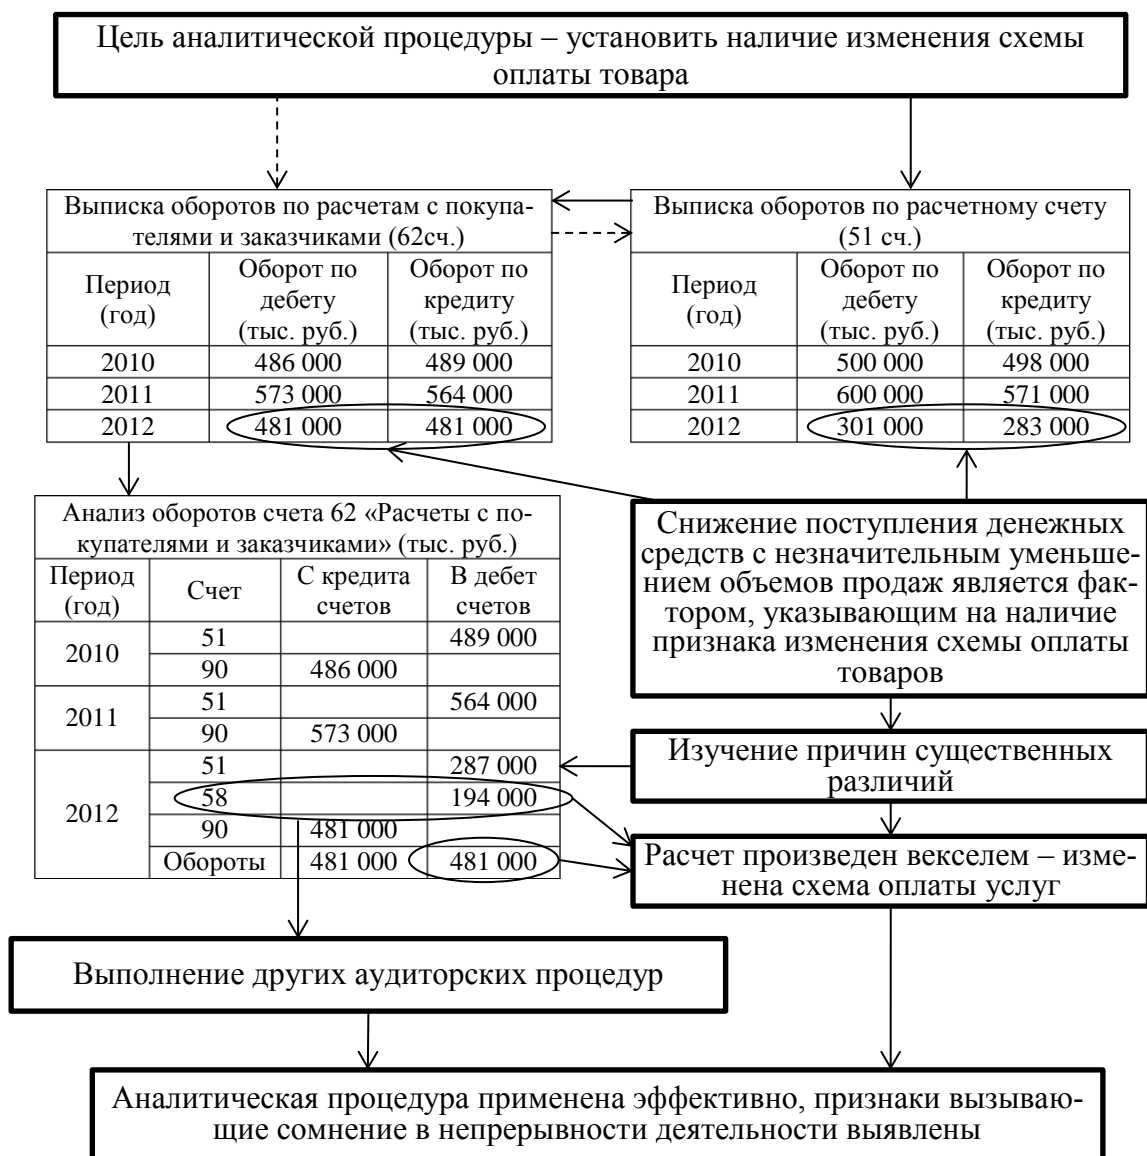 Цель аналитической процедуры – установить наличие изменения схемы
оплаты товара
Выписка оборотов по расчетам с покупа-
телями и заказчиками (62сч.)
Период
(год)
Оборот по
дебету
(тыс. руб.)
Оборот по
кредиту
(тыс. руб.)
2010 486 000 489 000
2011 573 000 564 000
2012 481 000 481 000
Выписка оборотов по расчетному счету
(51 сч.)
Период
(год)
Оборот по
дебету
(тыс. руб.)
Оборот по
кредиту
(тыс. руб.)
2010 500 000 498 000
2011 600 000 571 000
2012 301 000 283 000
Анализ оборотов счета 62 «Расчеты с по-
купателями и заказчиками» (тыс. руб.)
Период
(год)
Счет
С кредита
счетов
В дебет
счетов
2010
51 489 000
90 486 000
2011
51 564 000
90 573 000
2012
51 287 000
58 194 000
90 481 000
Обороты 481 000 481 000
Снижение поступления денежных
средств с незначительным уменьше-
нием объемов продаж является фак-
тором, указывающим на наличие
признака изменения схемы оплаты
товаров
Изучение причин существенных
различий
Расчет произведен векселем – изме-
нена схема оплаты услуг
Выполнение других аудиторских процедур
Аналитическая процедура применена эффективно, признаки вызываю-
щие сомнение в непрерывности деятельности выявлены